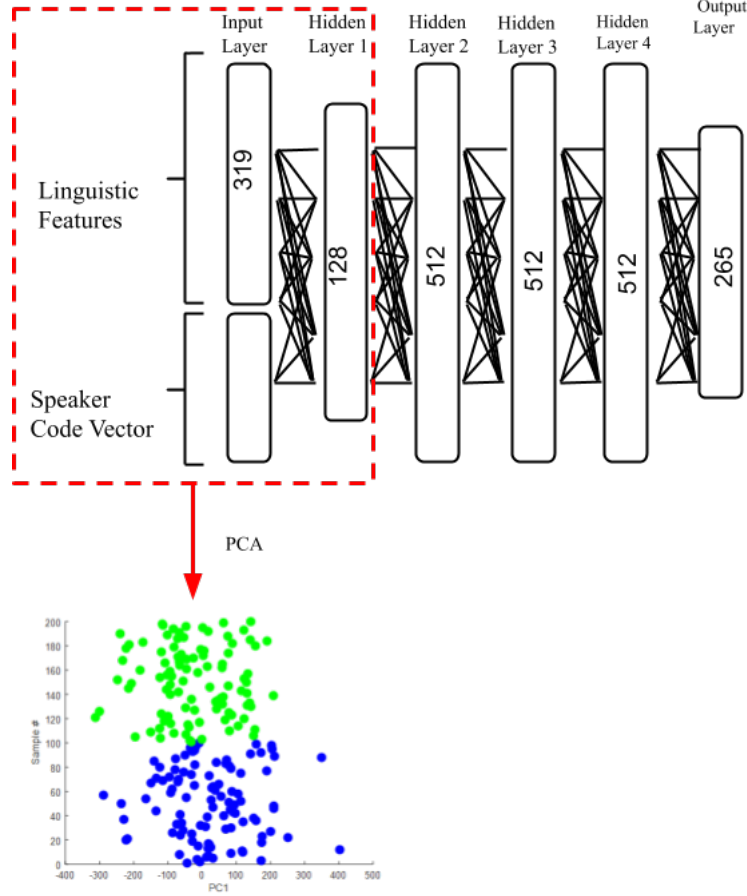 Input
Layer
Hidden
Layer 1
Hidden
Layer 2
Hidden
Layer 3
Hidden
Layer 4
Output
Layer
Linguistic
Features
319
128
512
512
512
265
Speaker
Code Vector
PCA
200
180
160
140
120
100
80
60
40
20
0
Sample #
-400
-300
-200
-100
0
100
200
300
400
500
PC1